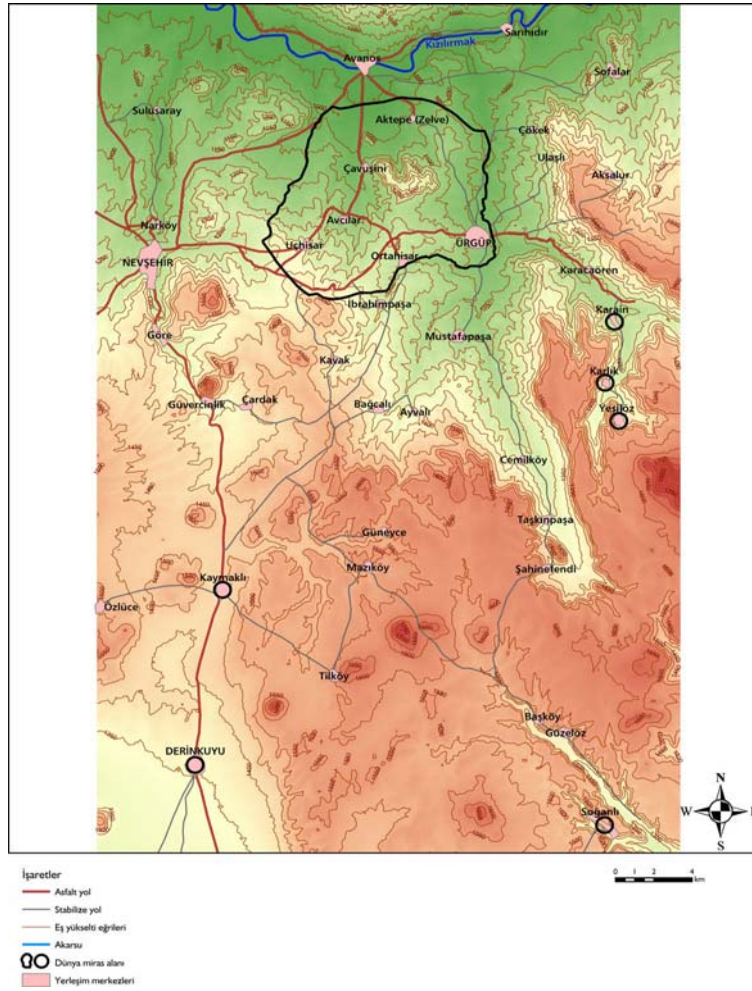 Kızılırmak
Sarıhıdır
Avanos
Sofalar
Sulusaray
Aktepe (Zelve)
Çökek
Ulaşlı
Çavuşini
Aksalur
Narköy
Avcılar
Uçhisar
Ortahisar
ÜRGÜP
NEVŞEHİR
Karacaören
İbrahimpaşa
Karain
Göre
Mustafapaşa
Kavak
Karlık
Güvercinlik
Çardak
Bağcalı
Ayvalı
Yeşilöz
Cemilköy
Taşkınpaşa
Güneyce
Mazıköy
Şahinefendi
Kaymaklı
Özlüce
Tilköy
Başköy
Güzelöz
DERİNKUYU
Soğanlı
N
W E
S
0 1 2 4
km
İşaretler
Asfalt yol
Stabilize yol
Eş yükselti eğrileri
Akarsu
Dünya miras alanı
Yerleşim merkezleri